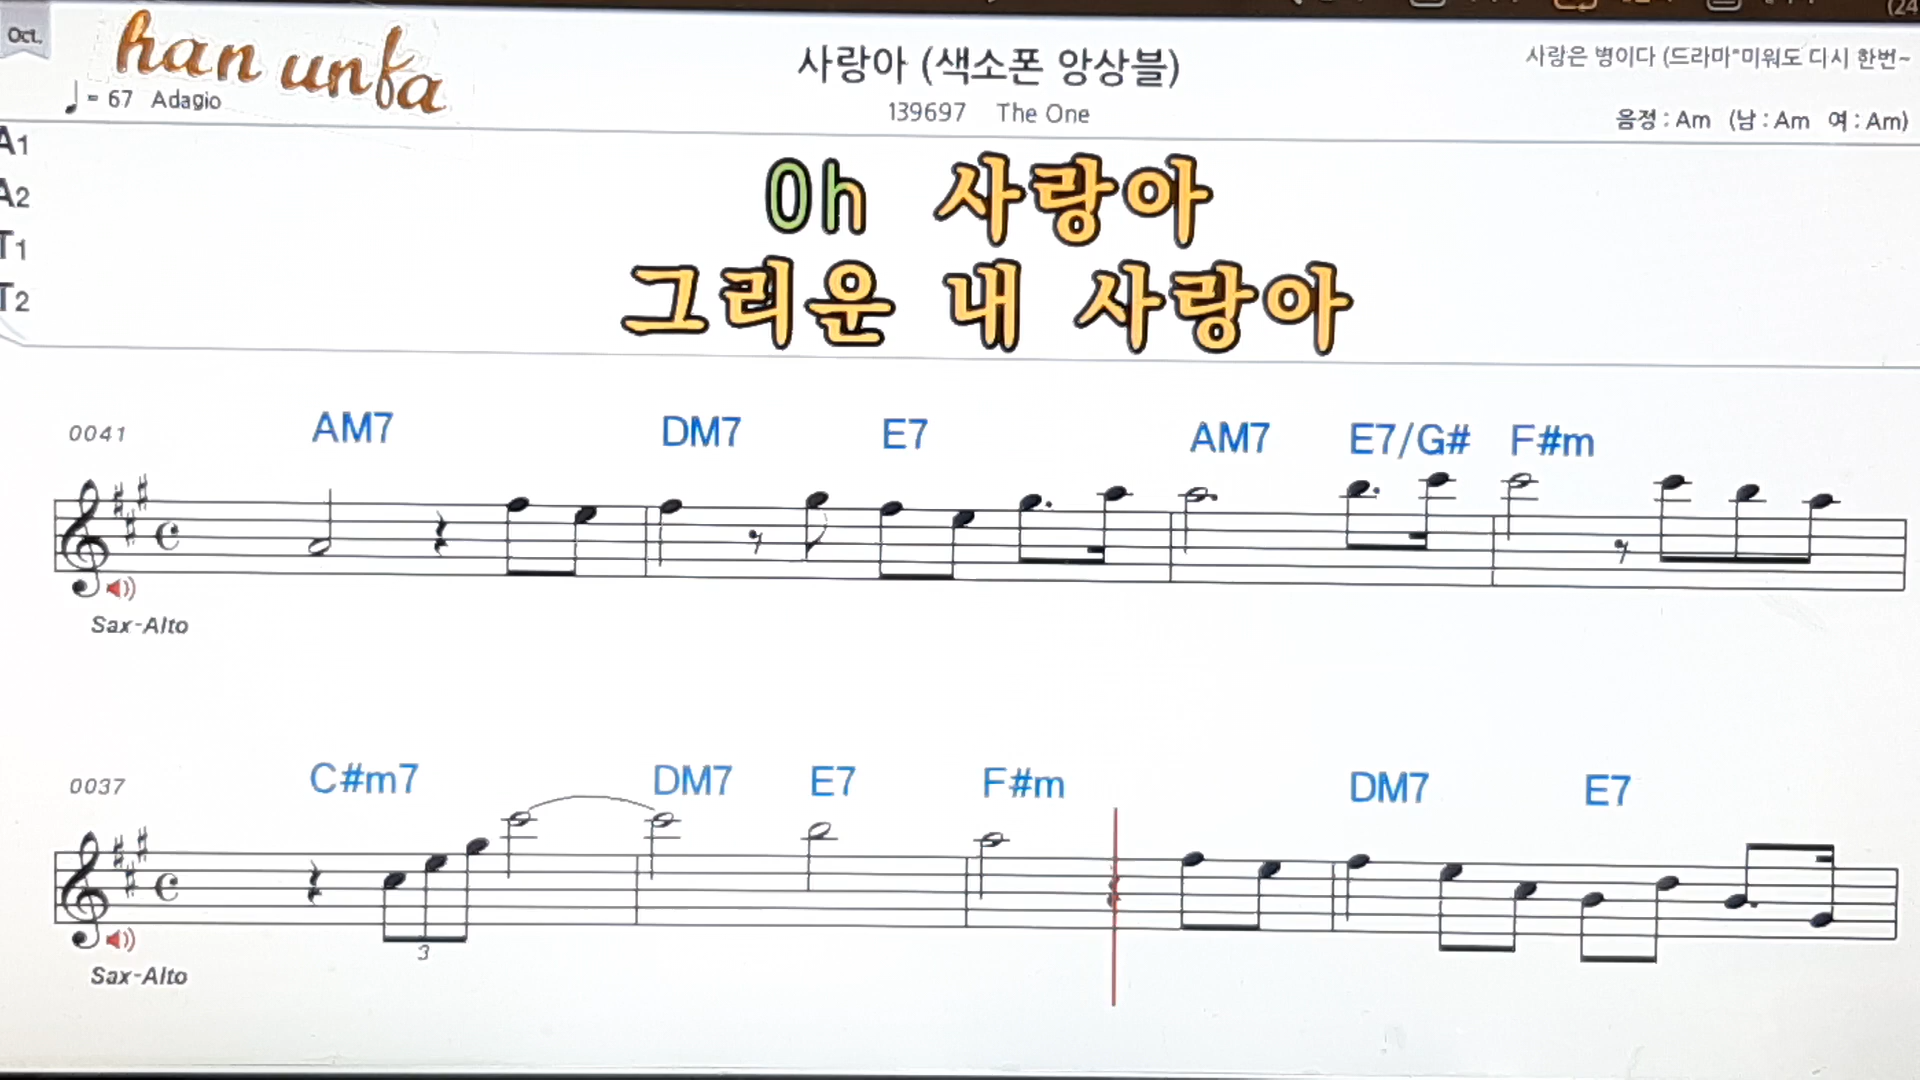 Oct.
han unfa
♩= 67 Adagio
사랑아 (색소폰 앙상블)
139697 The One
사랑은 병이다 (드라마"미워도 디시 한번~
음정 : Am (남 : Am 여 : Am)
A1
A2
T1
T2
Oh 사랑아
그리운 내 사랑아
0041 AM7 DM7 E7 AM7 E7/G# F#m
Sax-Alto
0037 C#m7 DM7 E7 F#m DM7 E7
3
Sax-Alto